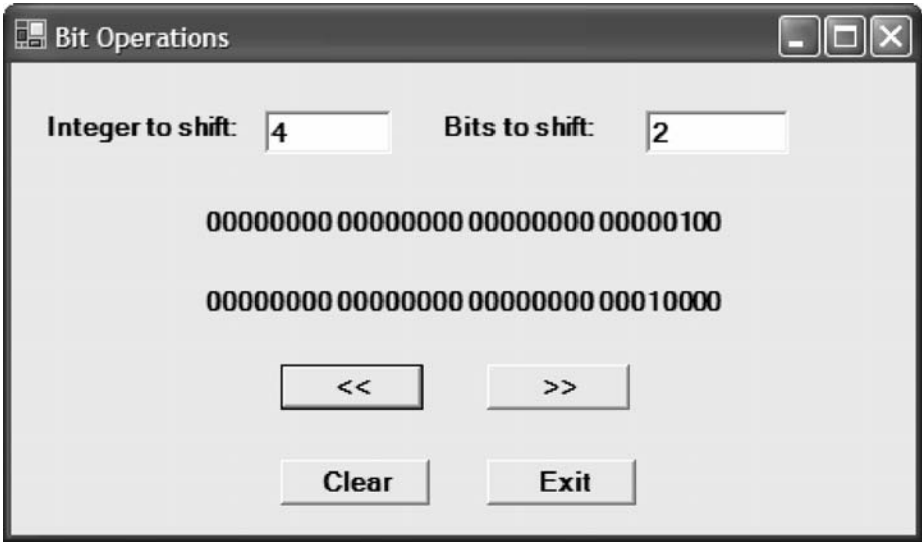 Bit Operations
Integer to shift: 4 Bits to shift: 2
00000000 00000000 00000000 00000100
00000000 00000000 00000000 00010000
<< >>
Clear Exit